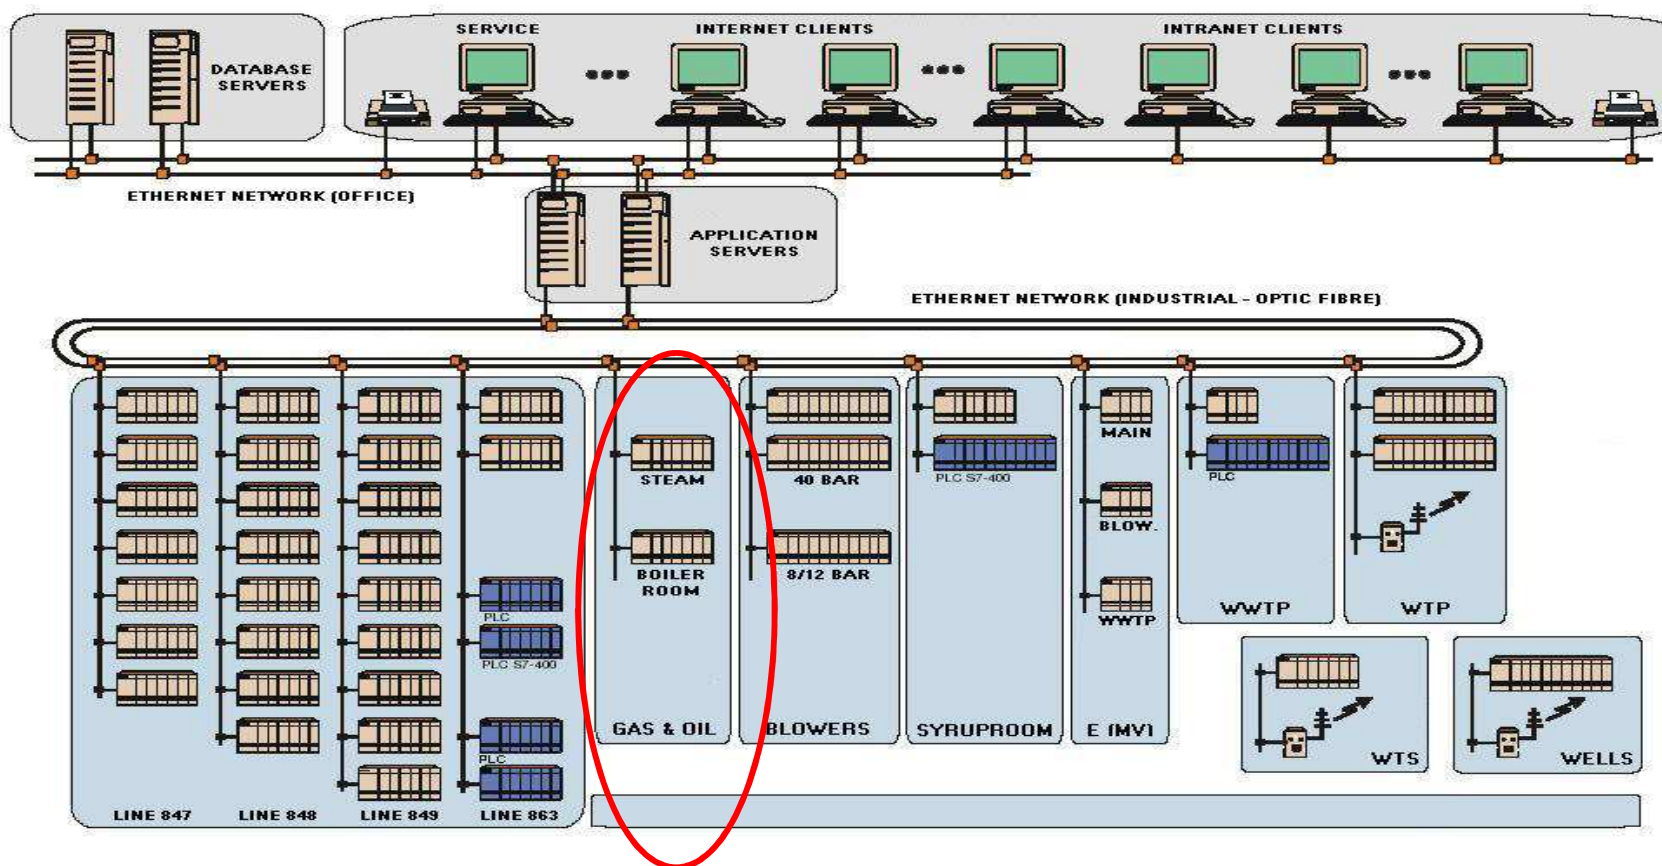 SERVICE
INTERNET CLIENTS
INTRANET CLIENTS
DATABASE
SERVERS
ETHERNET NETWORK (OFFICE)
APPLICATION
SERVERS
ETHERNET NETWORK (INDUSTRIAL - OPTIC FIBRE)
MAIN
STEAM
40 BAR
PLC S7-400
PLC
BLOW.
BOILER
ROOM
8/12 BAR
PLC
WWTP
WWTP
WTP
PLC S7-400
GAS & OIL
BLOWERS
SYRUPROOM
E (MV)
PLC
WTS
WELLS
LINE 847
LINE 848
LINE 849
LINE 863